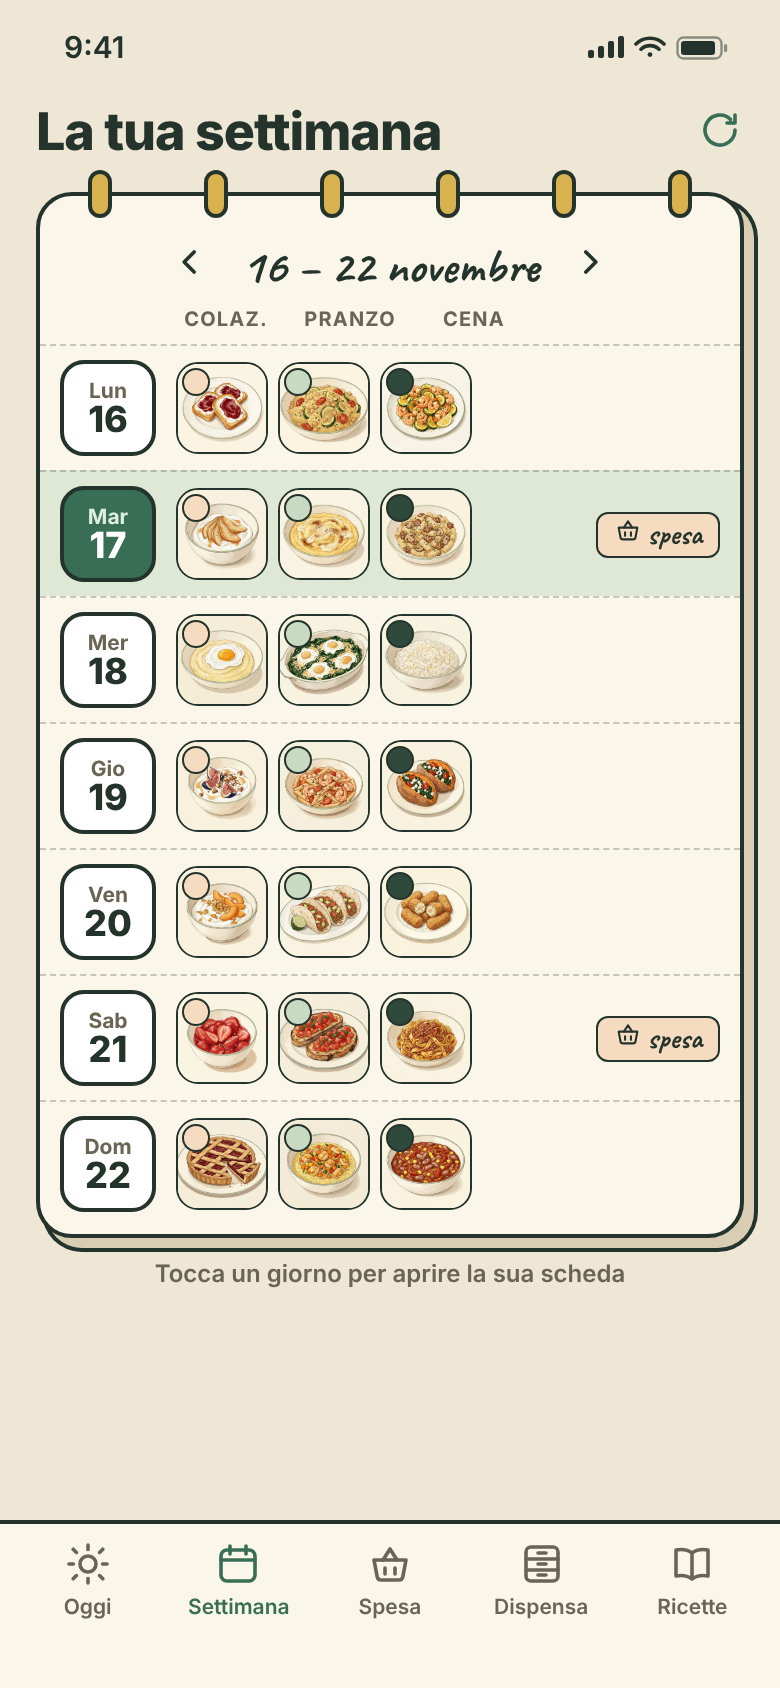 9:41
La tua settimana
16 – 22 novembre
COLAZ. PRANZO CENA
Lun
16
Mar
17
spesa
Mer
18
Gio
19
Ven
20
Sab
21
spesa
Dom
22
Tocca un giorno per aprire la sua scheda
Oggi Settimana Spesa Dispensa Ricette